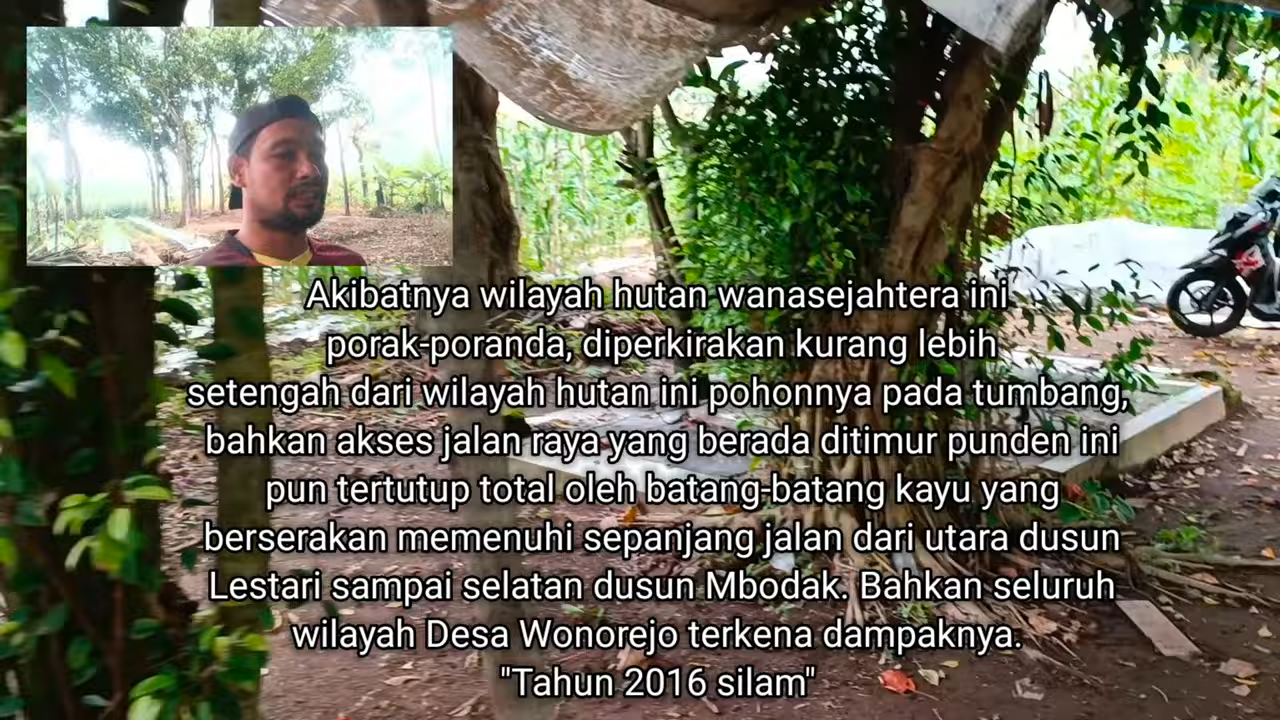 Akibatnya wilayah hutan wanasejahtera ini
porak-poranda, diperkirakan kurang lebih
setengah dari wilayah hutan ini pohonnya pada tumbang,
bahkan akses jalan raya yang berada ditimur punden ini
pun tertutup total oleh batang-batang kayu yang
berserakan memenuhi sepanjang jalan dari utara dusun
Lestari sampai selatan dusun Mbodak. Bahkan seluruh
wilayah Desa Wonorejo terkena dampaknya.
"Tahun 2016 silam"